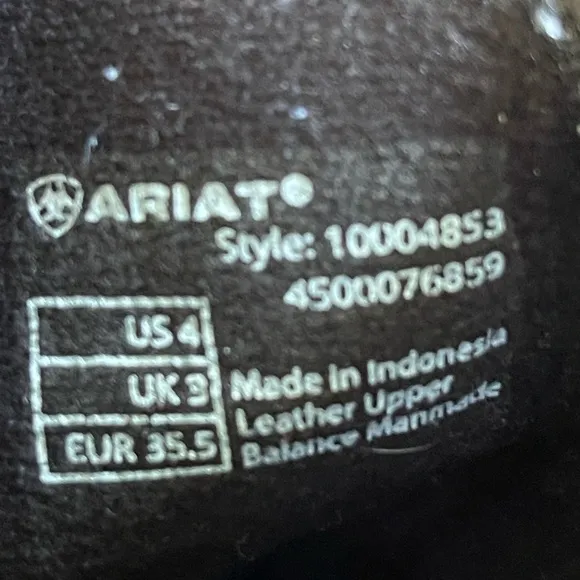 ARIAT®
Style: 10004853
4500076859
US 4
UK 3
EUR 35.5
Made in Indonesia
Leather Upper
Balance Manmade